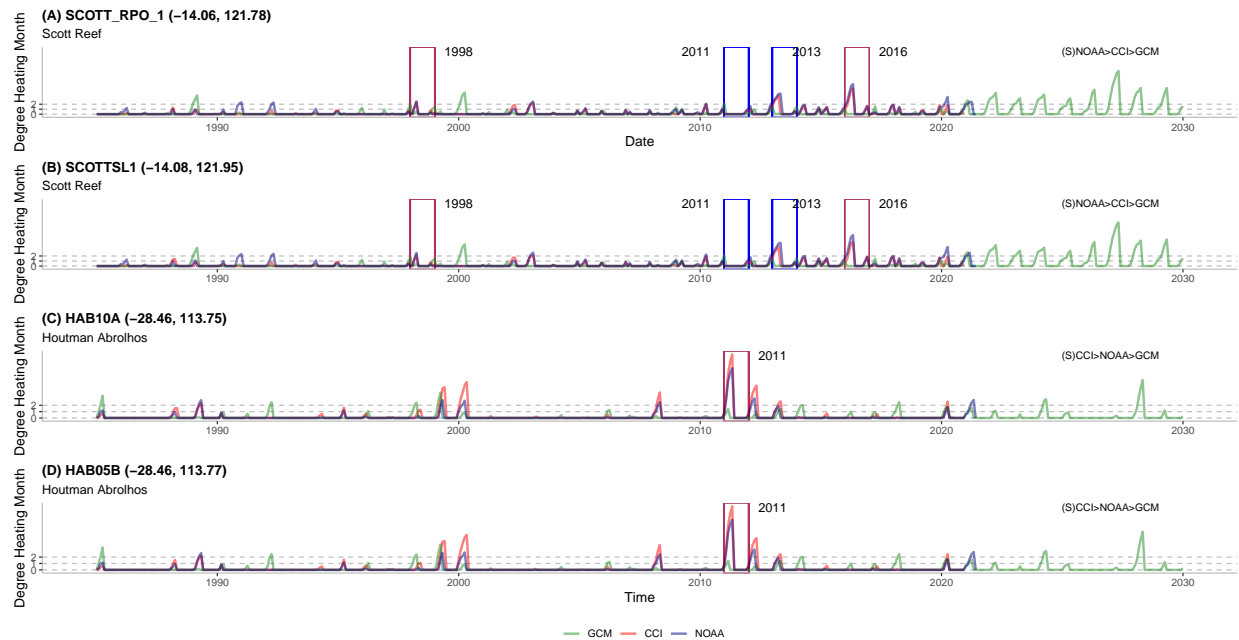 (A) SCOTT_RPO_1 (−14.06, 121.78)
Scott Reef
Degree Heating Month
1998
2011
2013
2016
(S)NOAA>CCI>GCM
2
1
0
1990
2000
2010
2020
2030
Date
(B) SCOTTSL1 (−14.08, 121.95)
Scott Reef
Degree Heating Month
1998
2011
2013
2016
(S)NOAA>CCI>GCM
2
1
0
1990
2000
2010
2020
2030
(C) HAB10A (−28.46, 113.75)
Houtman Abrolhos
Degree Heating Month
2011
(S)CCI>NOAA>GCM
2
1
0
1990
2000
2010
2020
2030
(D) HAB05B (−28.46, 113.77)
Houtman Abrolhos
Degree Heating Month
2011
(S)CCI>NOAA>GCM
2
1
0
1990
2000
2010
2020
2030
Time
GCM CCI NOAA